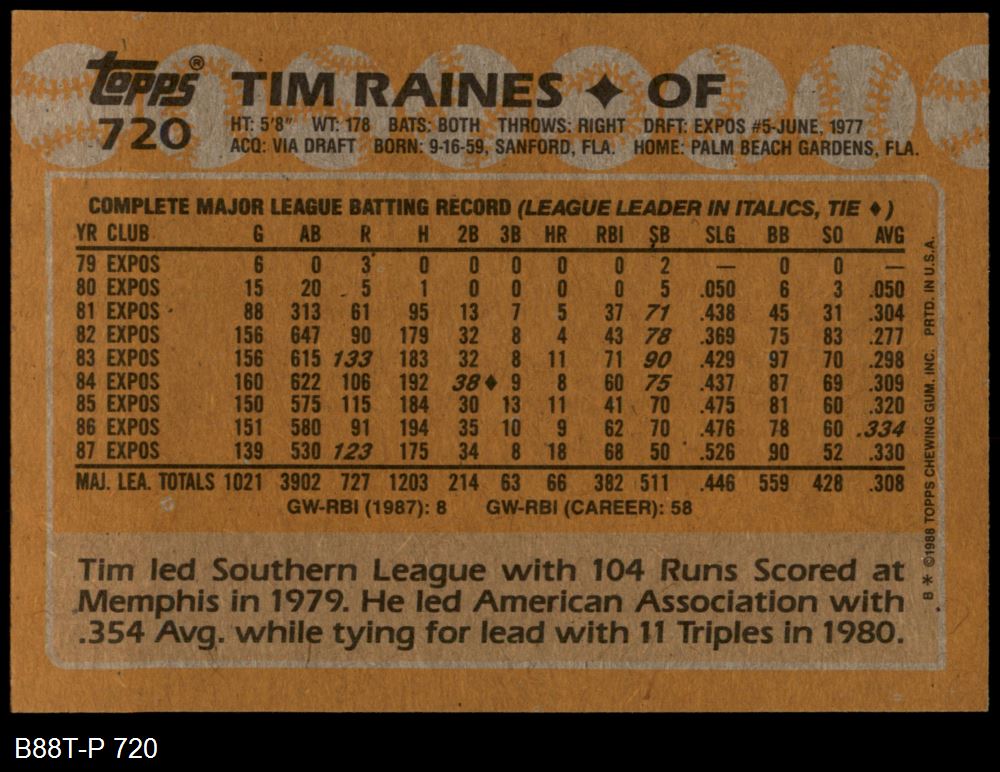 topps® TIM RAINES ♦ OF
720 HT: 5'8" WT: 178 BATS: BOTH THROWS: RIGHT DRFT: EXPOS #5-JUNE, 1977
ACQ: VIA DRAFT BORN: 9-16-59, SANFORD, FLA. HOME: PALM BEACH GARDENS, FLA.
COMPLETE MAJOR LEAGUE BATTING RECORD (LEAGUE LEADER IN ITALICS, TIE ♦)
YR CLUB G AB R H 2B 3B HR RBI SB SLG BB SO AVG
79 EXPOS 6 0 3 0 0 0 0 0 2 — 0 0 —
80 EXPOS 15 20 5 1 0 0 0 0 5 .050 6 3 .050
81 EXPOS 88 313 61 95 13 7 5 37 71 .438 45 31 .304
82 EXPOS 156 647 90 179 32 8 4 43 78 .369 75 83 .277
83 EXPOS 156 615 133 183 32 8 11 71 90 .429 97 70 .298
84 EXPOS 160 622 106 192 38♦ 9 8 60 75 .437 87 69 .309
85 EXPOS 150 575 115 184 30 13 11 41 70 .475 81 60 .320
86 EXPOS 151 580 91 194 35 10 9 62 70 .476 78 60 .334
87 EXPOS 139 530 123 175 34 8 18 68 50 .526 90 52 .330
MAJ. LEA. TOTALS 1021 3902 727 1203 214 63 66 382 511 .446 559 428 .308
GW-RBI (1987): 8 GW-RBI (CAREER): 58
Tim led Southern League with 104 Runs Scored at
Memphis in 1979. He led American Association with
.354 Avg. while tying for lead with 11 Triples in 1980.
B * ©1988 TOPPS CHEWING GUM, INC. PRTD. IN U.S.A.
B88T-P 720